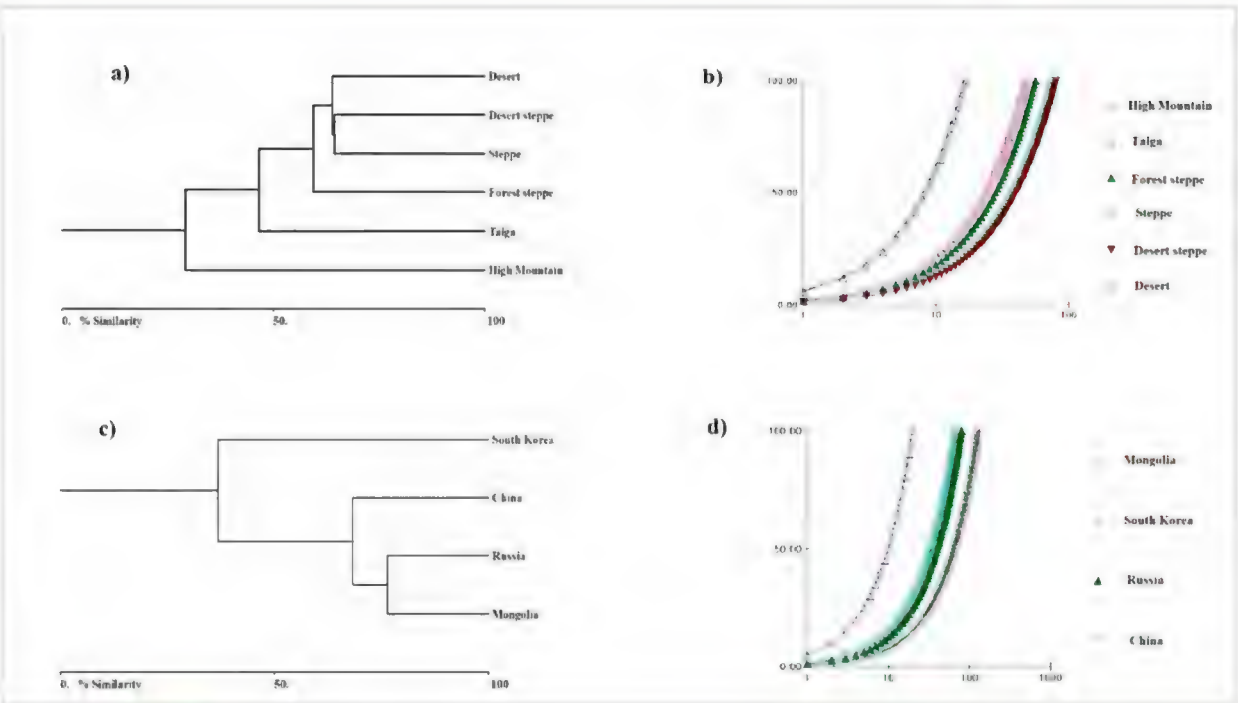 a)
Desert
Desert steppe
Steppe
Forest steppe
Taiga
High Mountain
0. % Similarity 50. 100
b)
100.00
50.00
0.00
1 10 100
High Mountain
Taiga
Forest steppe
Steppe
Desert steppe
Desert
c)
South Korea
China
Russia
Mongolia
0. % Similarity 50. 100
d)
100.00
50.00
0.00
1 10 100 1000
Mongolia
South Korea
Russia
China